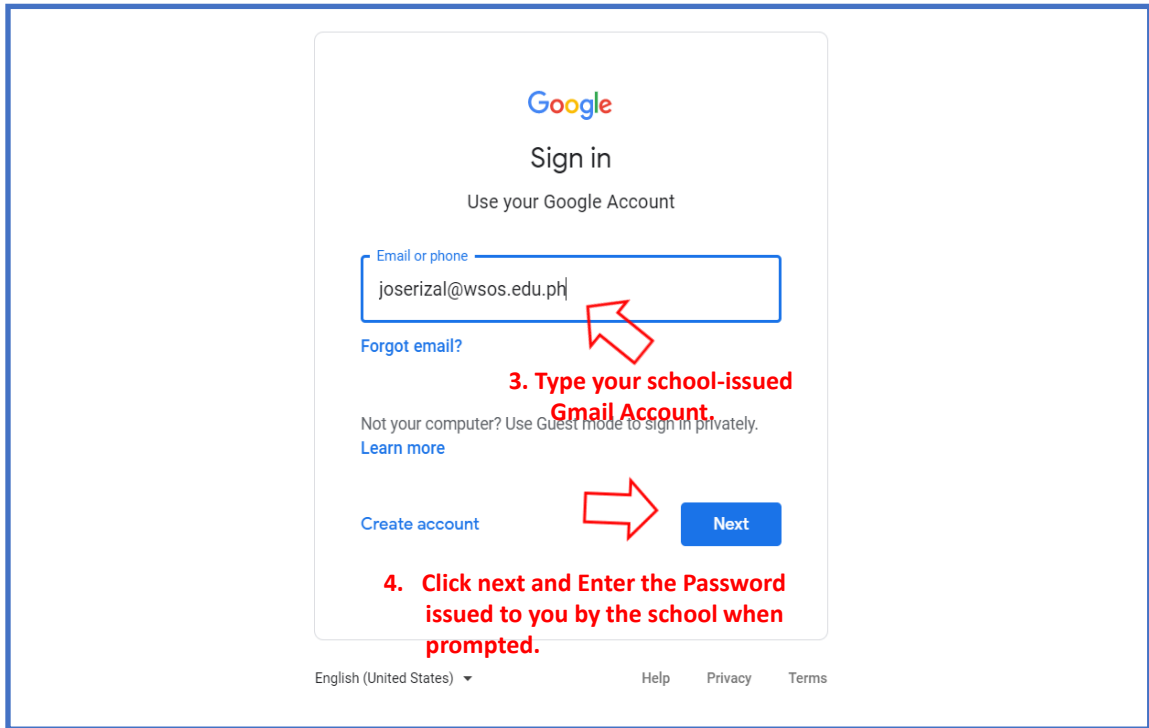 Google
Sign in
Use your Google Account
Email or phone
joserizal@wsos.edu.ph
Forgot email?
3. Type your school-issued
Gmail Account.
Not your computer? Use Guest mode to sign in privately.
Learn more
Create account
Next
4. Click next and Enter the Password
issued to you by the school when
prompted.
English (United States) Help Privacy Terms